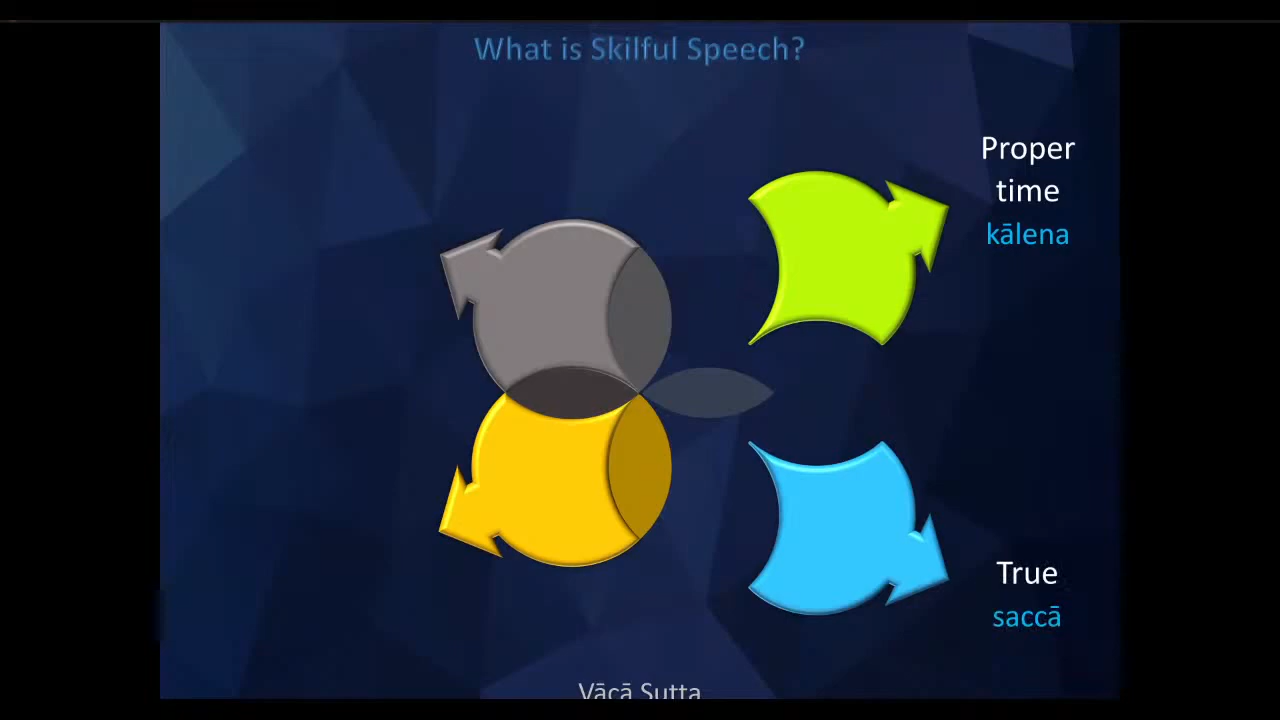 What is Skilful Speech?
Proper
time
kālena
True
saccā
Vācā Sutta